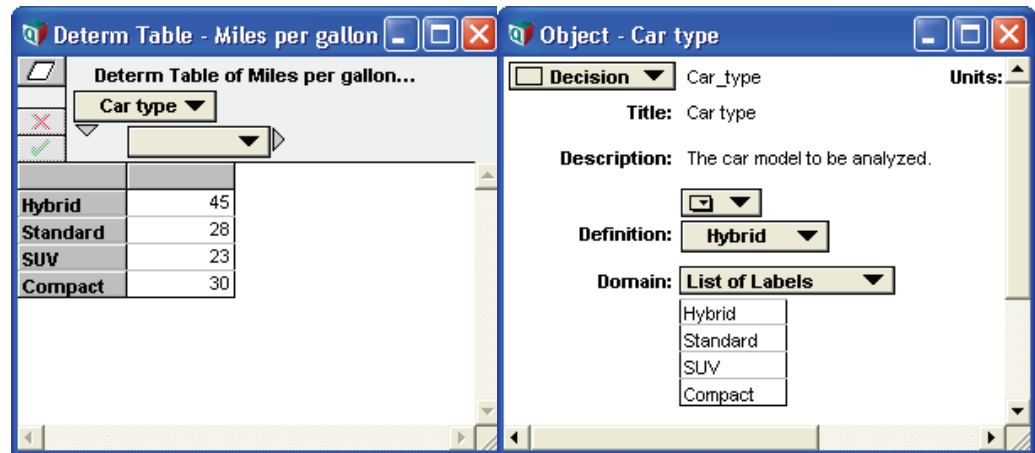 Determ Table - Miles per gallon
Determ Table of Miles per gallon...
Car type
Hybrid 45
Standard 28
SUV 23
Compact 30
Object - Car type
Decision Car_type Units:
Title: Car type
Description: The car model to be analyzed.
Definition: Hybrid
Domain: List of Labels
Hybrid
Standard
SUV
Compact